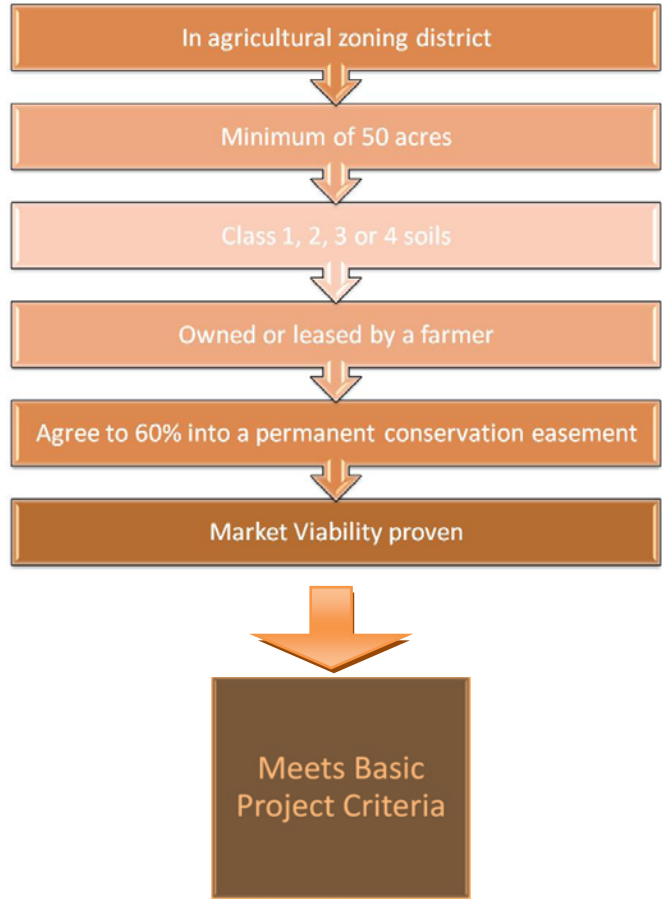 In agricultural zoning district
Minimum of 50 acres
Class 1, 2, 3 or 4 soils
Owned or leased by a farmer
Agree to 60% into a permanent conservation easement
Market Viability proven
Meets Basic
Project Criteria